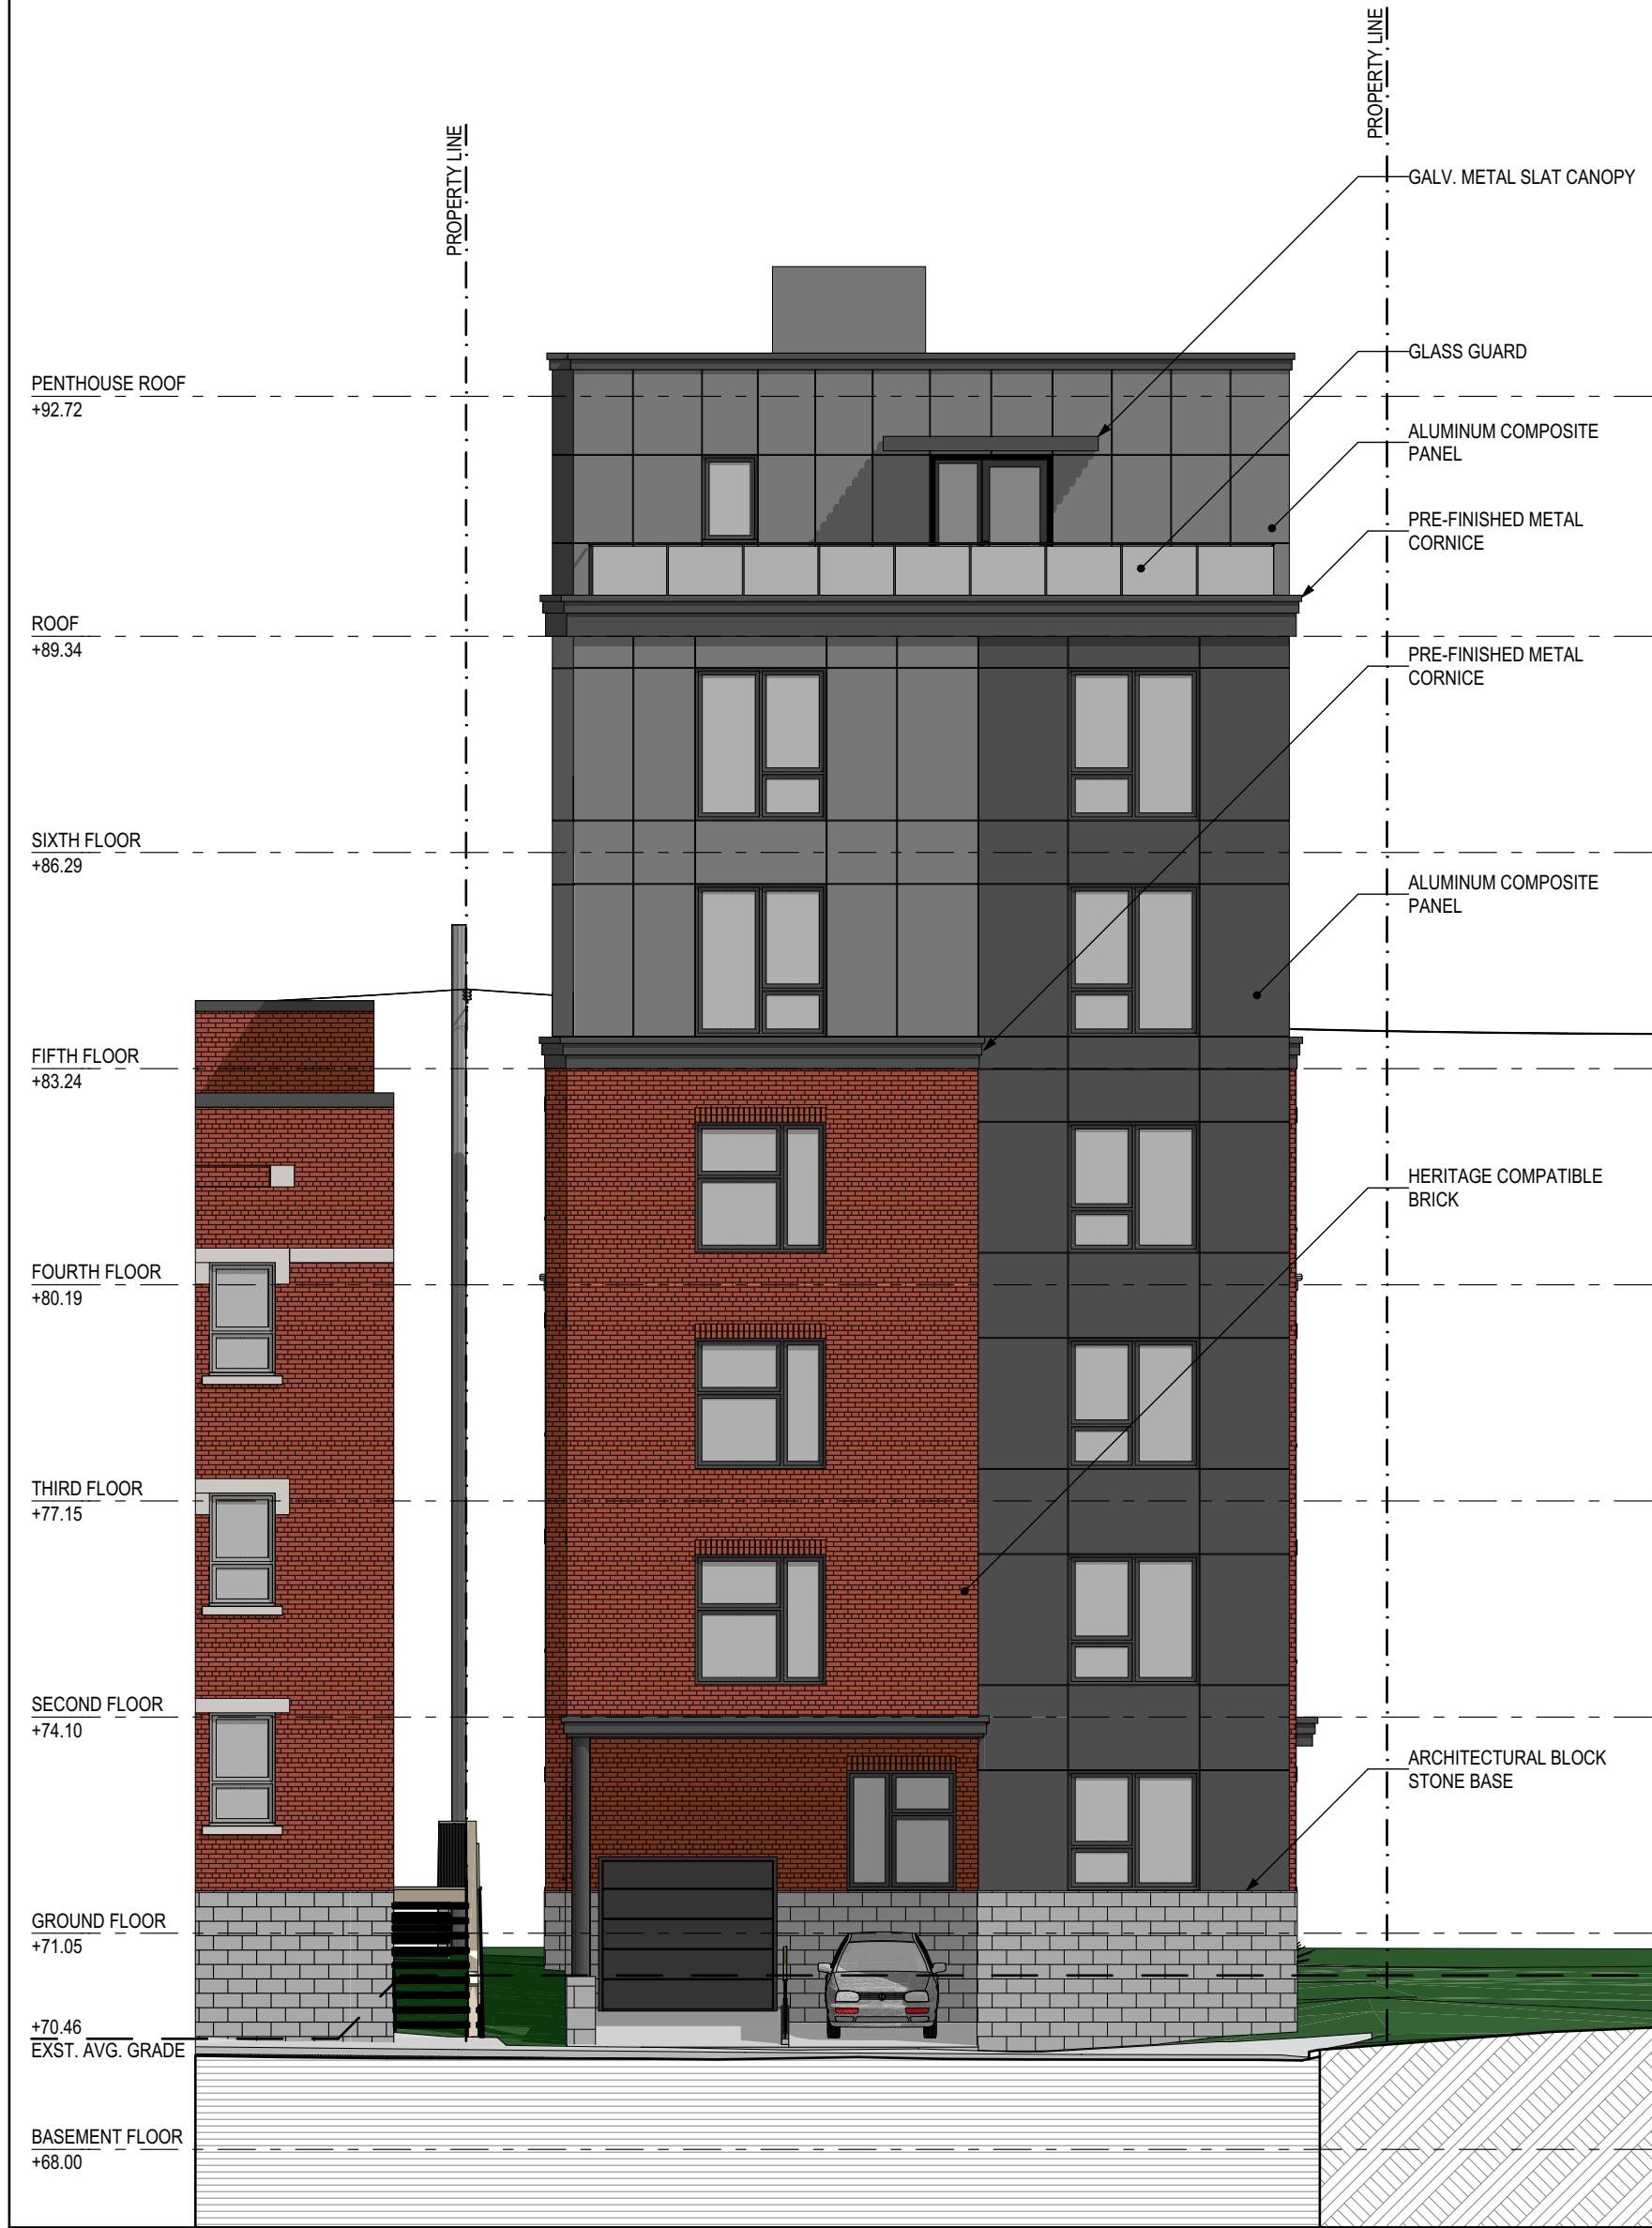 PROPERTY LINE
PROPERTY LINE
GALV. METAL SLAT CANOPY
GLASS GUARD
PENTHOUSE ROOF
+92.72
ALUMINUM COMPOSITE
PANEL
PRE-FINISHED METAL
CORNICE
ROOF
+89.34
PRE-FINISHED METAL
CORNICE
SIXTH FLOOR
+86.29
ALUMINUM COMPOSITE
PANEL
FIFTH FLOOR
+83.24
HERITAGE COMPATIBLE
BRICK
FOURTH FLOOR
+80.19
THIRD FLOOR
+77.15
SECOND FLOOR
+74.10
ARCHITECTURAL BLOCK
STONE BASE
GROUND FLOOR
+71.05
+70.46
EXST. AVG. GRADE
BASEMENT FLOOR
+68.00